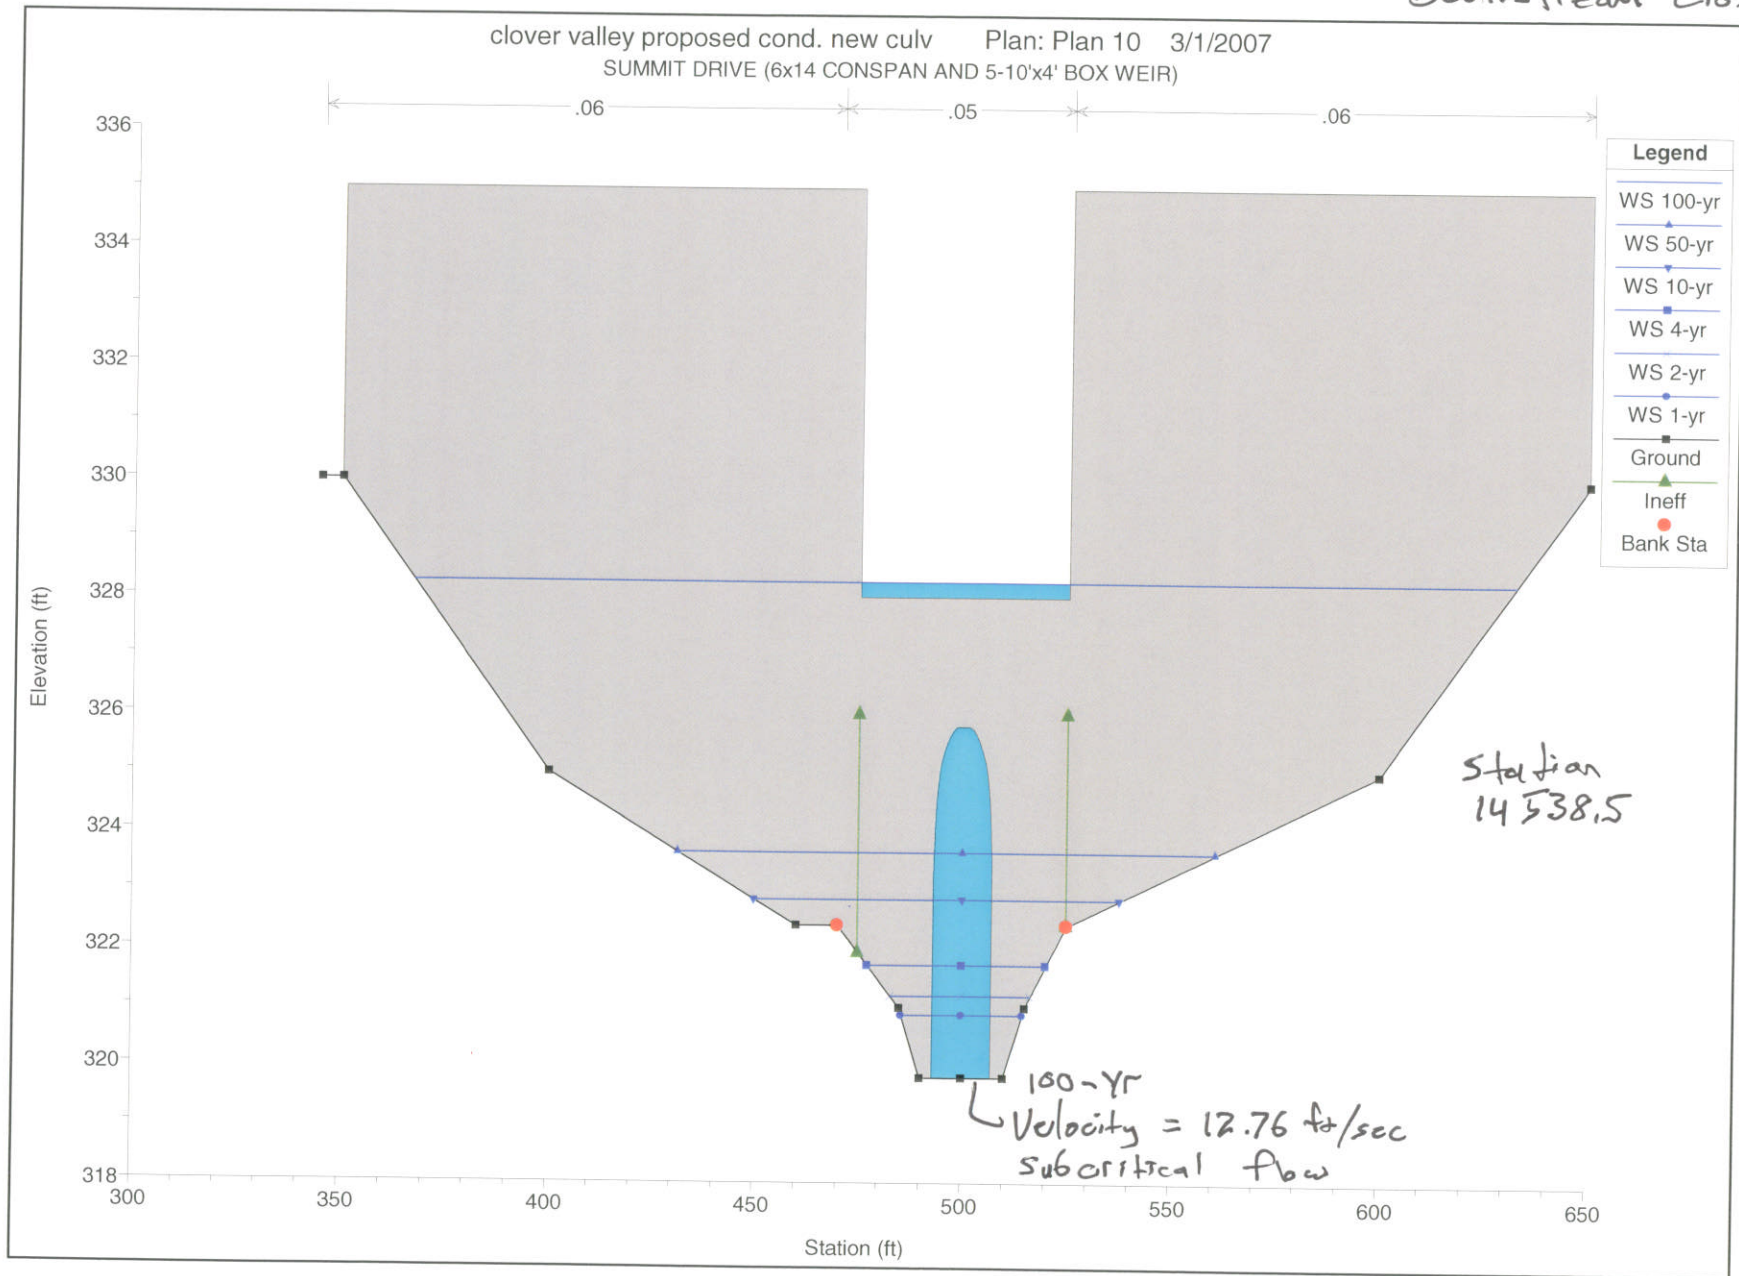 clover valley proposed cond. new culv Plan: Plan 10 3/1/2007
SUMMIT DRIVE (6x14 CONSPAN AND 5-10'x4' BOX WEIR)
.06 .05 .06
336
334
332
330
328
326
324
322
320
318
Elevation (ft)
Legend
WS 100-yr
WS 50-yr
WS 10-yr
WS 4-yr
WS 2-yr
WS 1-yr
Ground
Ineff
Bank Sta
Station
14538.5
100-Yr
Velocity = 12.76 ft/sec
subcritical flow
300 350 400 450 500 550 600 650
Station (ft)